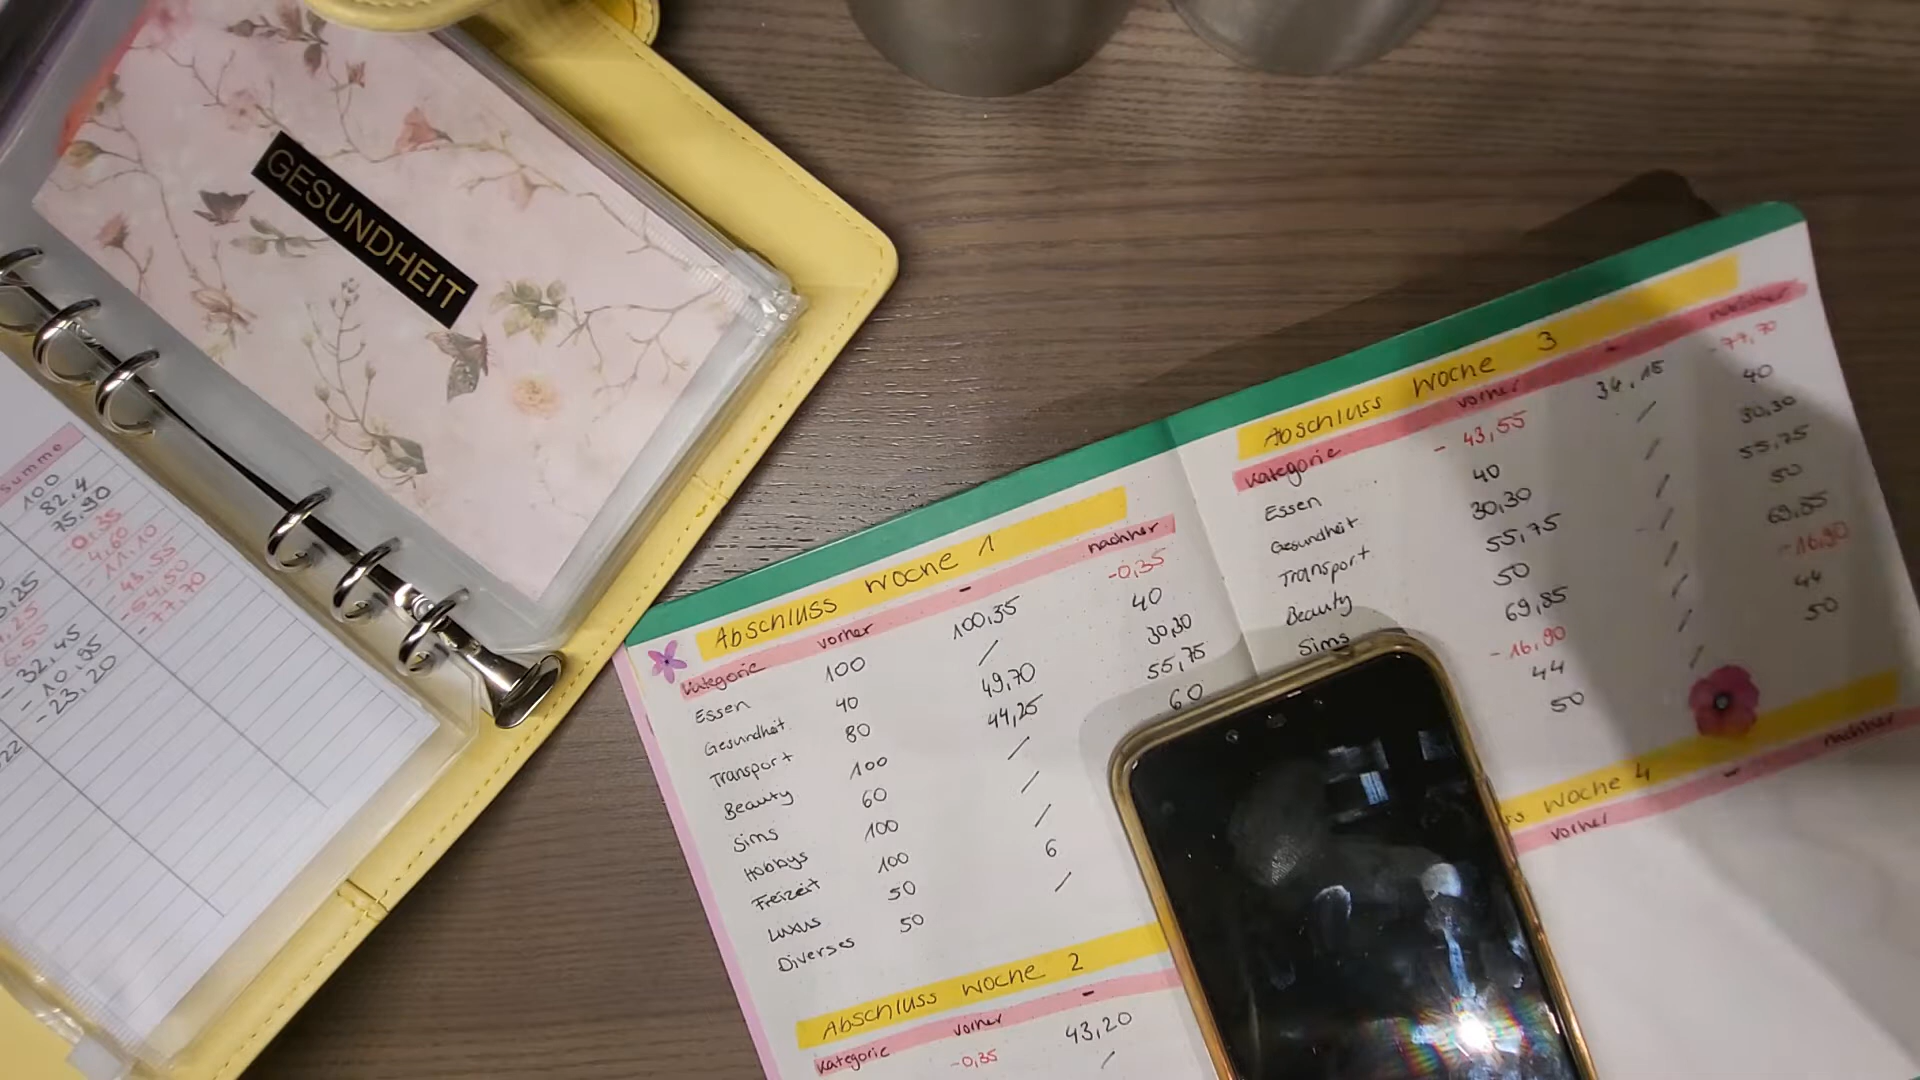 GESUNDHEIT
summe
100
82,4
75,90
-0,35
-4,60
-11,10
-43,55
-54,50
-77,70
- 32,45
- 10,95
- 23,20
Abschluss Woche 1
Kategorie vorher - nachher
Essen 100 100,35 -0,35
Gesundheit 40 / 40
Transport 80 49,70 30,30
Beauty 100 44,25 55,75
Sims 60 / 60
Hobbys 100 /
Freizeit 100 /
Luxus 50 6
Diverses 50 /
Abschluss Woche 2
Kategorie vorher -
-0,35 43,20
/
Abschluss Woche 3
Kategorie vorher - nachher
Essen - 43,55 34,15 -77,70
Gesundheit 40 / 40
Transport 30,30 / 30,30
Beauty 55,75 / 55,75
Sims 50 / 50
69,85 / 69,85
- 16,90 / - 16,90
44 / 44
50 / 50
ss Woche 4
vorher - nachher